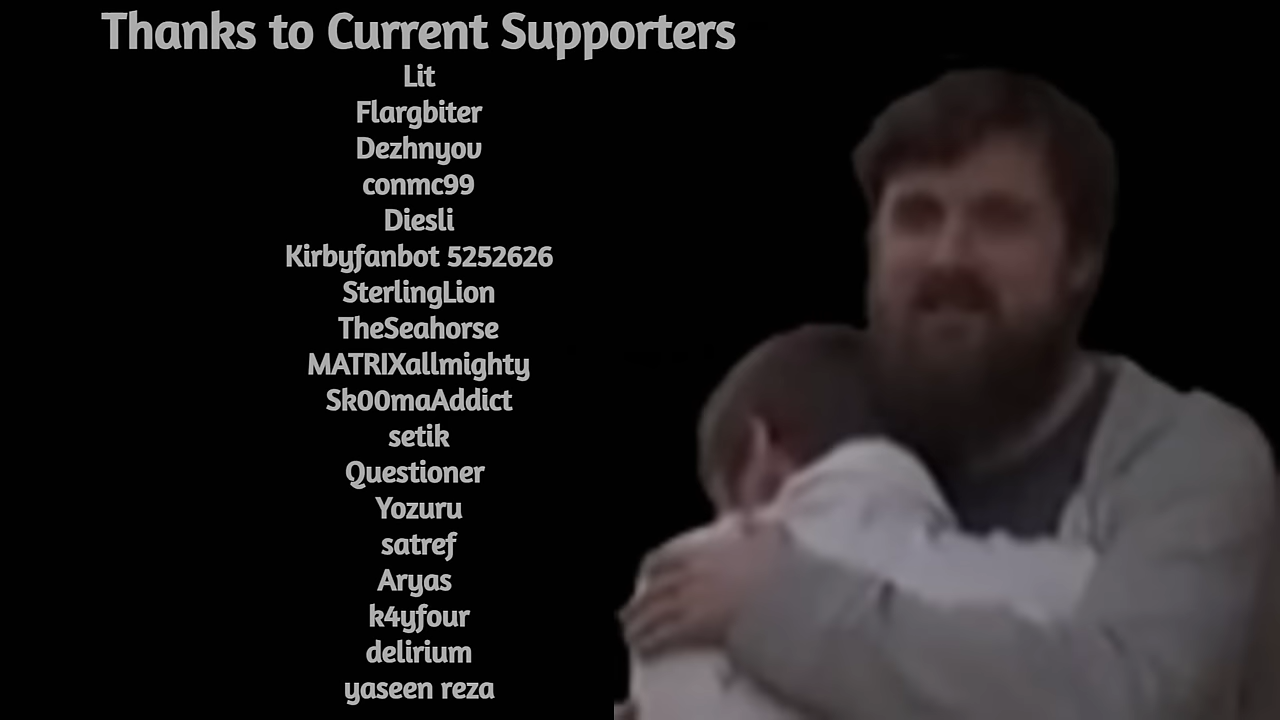 Thanks to Current Supporters
Lit
Flargbiter
Dezhnyov
conmc99
Diesli
Kirbyfanbot 5252626
SterlingLion
TheSeahorse
MATRIXallmighty
Sk00maAddict
setik
Questioner
Yozuru
satref
Aryas
k4yfour
delirium
yaseen reza